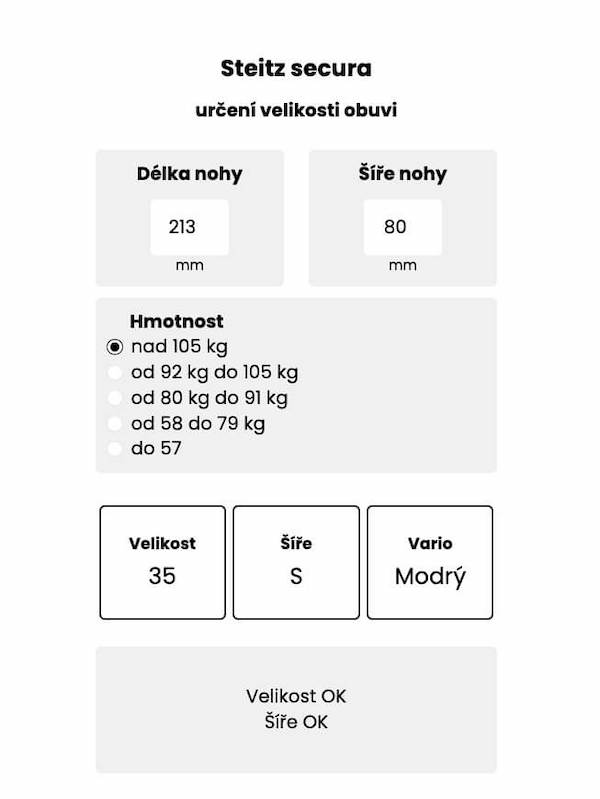 Steitz secura
určení velikosti obuvi
Délka nohy
213
mm
Šíře nohy
80
mm
Hmotnost
nad 105 kg
od 92 kg do 105 kg
od 80 kg do 91 kg
od 58 do 79 kg
do 57
Velikost
35
Šíře
S
Vario
Modrý
Velikost OK
Šíře OK